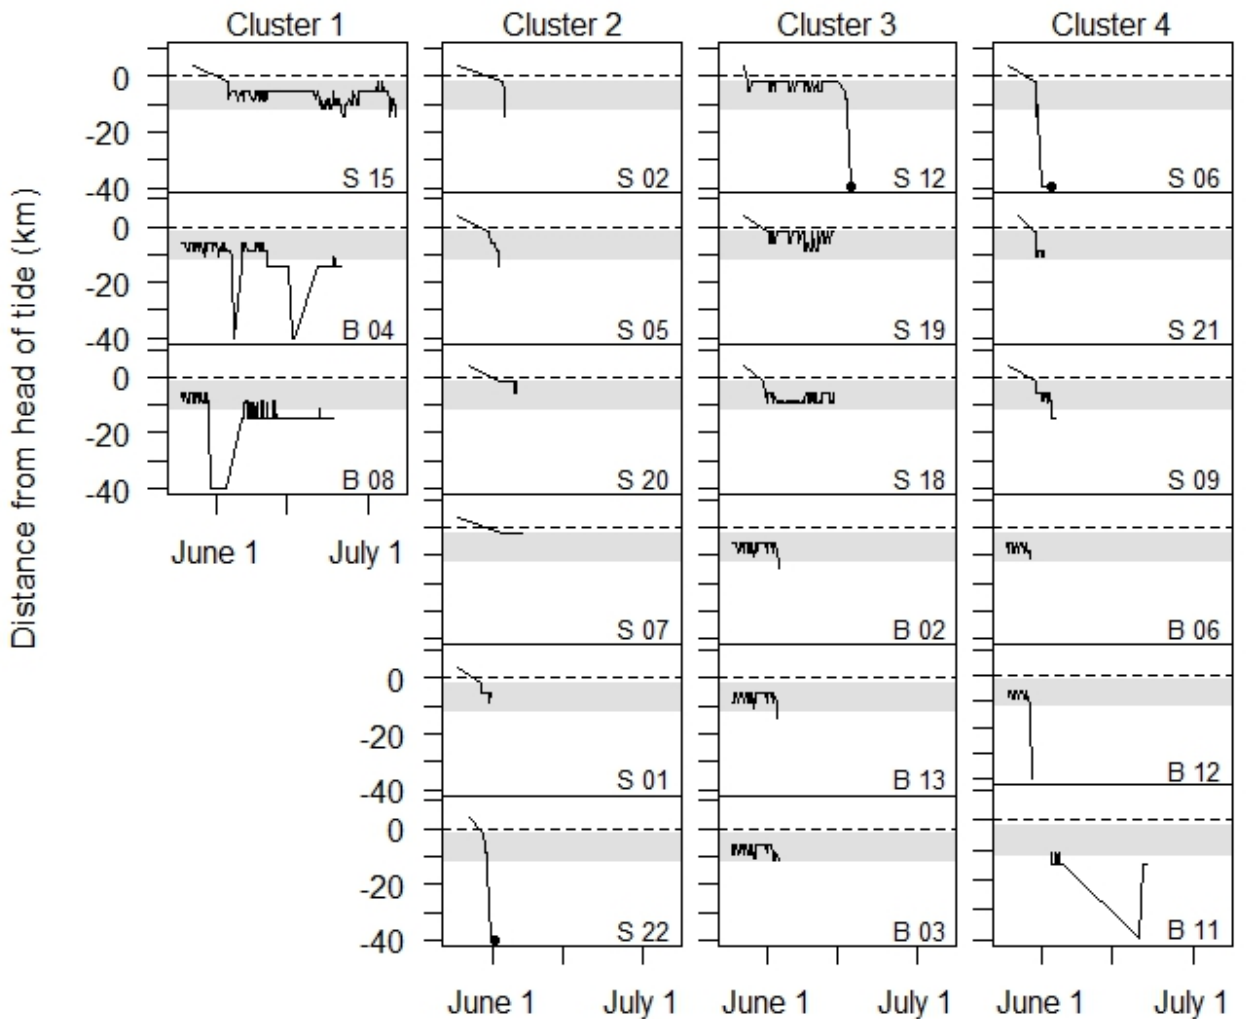 Cluster 1 Cluster 2 Cluster 3 Cluster 4
Distance from head of tide (km)
0
-20
-40
S 15 S 02 S 12 S 06
0
-20
-40
B 04 S 05 S 19 S 21
0
-20
-40
B 08 S 20 S 18 S 09
June 1 July 1
S 07 B 02 B 06
0
-20
-40
S 01 B 13 B 12
0
-20
-40
S 22 B 03 B 11
June 1 July 1 June 1 July 1 June 1 July 1